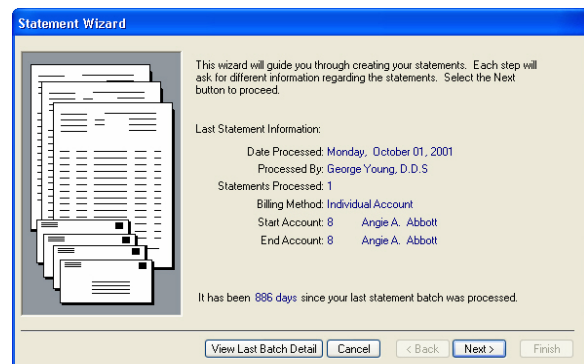 Statement Wizard
This wizard will guide you through creating your statements. Each step will
ask for different information regarding the statements. Select the Next
button to proceed.
Last Statement Information:
Date Processed: Monday, October 01, 2001
Processed By: George Young, D.D.S
Statements Processed: 1
Billing Method: Individual Account
Start Account: 8 Angie A. Abbott
End Account: 8 Angie A. Abbott
It has been 886 days since your last statement batch was processed.
View Last Batch Detail Cancel < Back Next > Finish